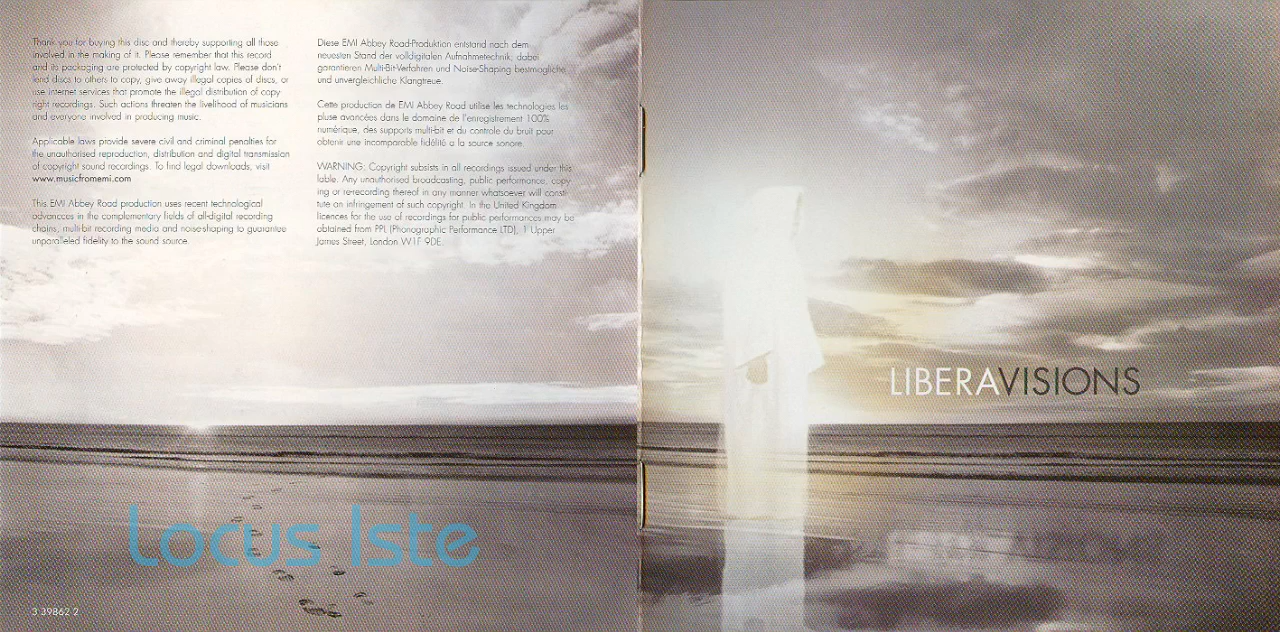 Thank you for buying this disc and thereby supporting all those
involved in the making of it. Please remember that this record
and its packaging are protected by copyright law. Please don't
lend discs to others to copy, give away illegal copies of discs, or
use internet services that promote the illegal distribution of copy-
right recordings. Such actions threaten the livelihood of musicians
and everyone involved in producing music.
Applicable laws provide severe civil and criminal penalties for
the unauthorised reproduction, distribution and digital transmission
of copyright sound recordings. To find legal downloads, visit
www.musicfromemi.com
This EMI Abbey Road production uses recent technological
advances in the complementary fields of all-digital recording
chains, multi-bit recording media and noise-shaping to guarantee
unparalleled fidelity to the sound source.
Diese EMI Abbey Road-Produktion entstand nach dem
neuesten Stand der volldigitalen Aufnahmetechnik, dabei
garantieren Multi-Bit-Verfahren und Noise-Shaping bestmogliche
und unvergleichliche Klangtreue.
Cette production de EMI Abbey Road utilise les technologies les
pluse avancées dans le domaine de l'enregistrement 100%
numérique, des supports multi-bit et du controle du bruit pour
obtenir une incomparable fidélité a la source sonore.
WARNING: Copyright subsists in all recordings issued under this
lable. Any unauthorised broadcasting, public performance, copy-
ing or re-recording thereof in any manner whatsoever will consti-
tute an infringement of such copyright. In the United Kingdom
licences for the use of recordings for public performances may be
obtained from PPL (Phonographic Performance LTD), 1 Upper
James Street, London W1F 9DE.
LIBERAVISIONS
Locus Iste
3 39862 2